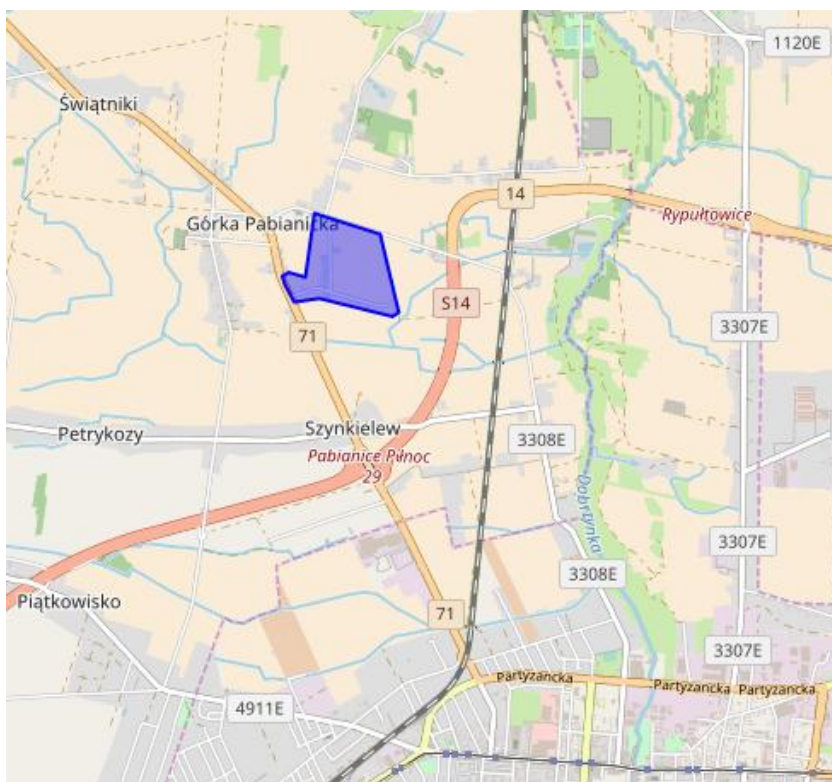 1120E
Świątniki
14
Rypułtowice
Górka Pabianicka
S14
3307E
71
Petrykozy
Szynkielew
3308E
Pabianice Północ
29
Dobrzynka
3307E
3308E
Piątkowisko
71
3307E
Partyzancka
Partyzancka
Partyzancka
4911E